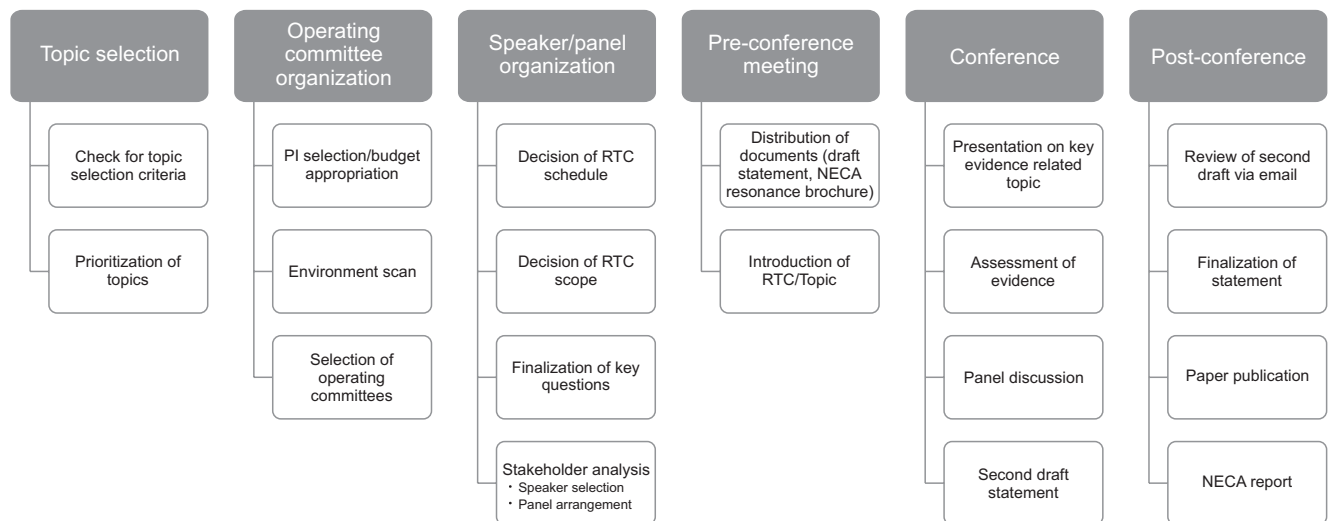 Topic selection
Check for topic
selection criteria
Prioritization of
topics
Operating
committee
organization
PI selection/budget
appropriation
Environment scan
Selection of
operating
committees
Speaker/panel
organization
Decision of RTC
schedule
Decision of RTC
scope
Finalization of key
questions
Stakeholder analysis
· Speaker selection
· Panel arrangement
Pre-conference
meeting
Distribution of
documents (draft
statement, NECA
resonance brochure)
Introduction of
RTC/Topic
Conference
Presentation on key
evidence related
topic
Assessment of
evidence
Panel discussion
Second draft
statement
Post-conference
Review of second
draft via email
Finalization of
statement
Paper publication
NECA report